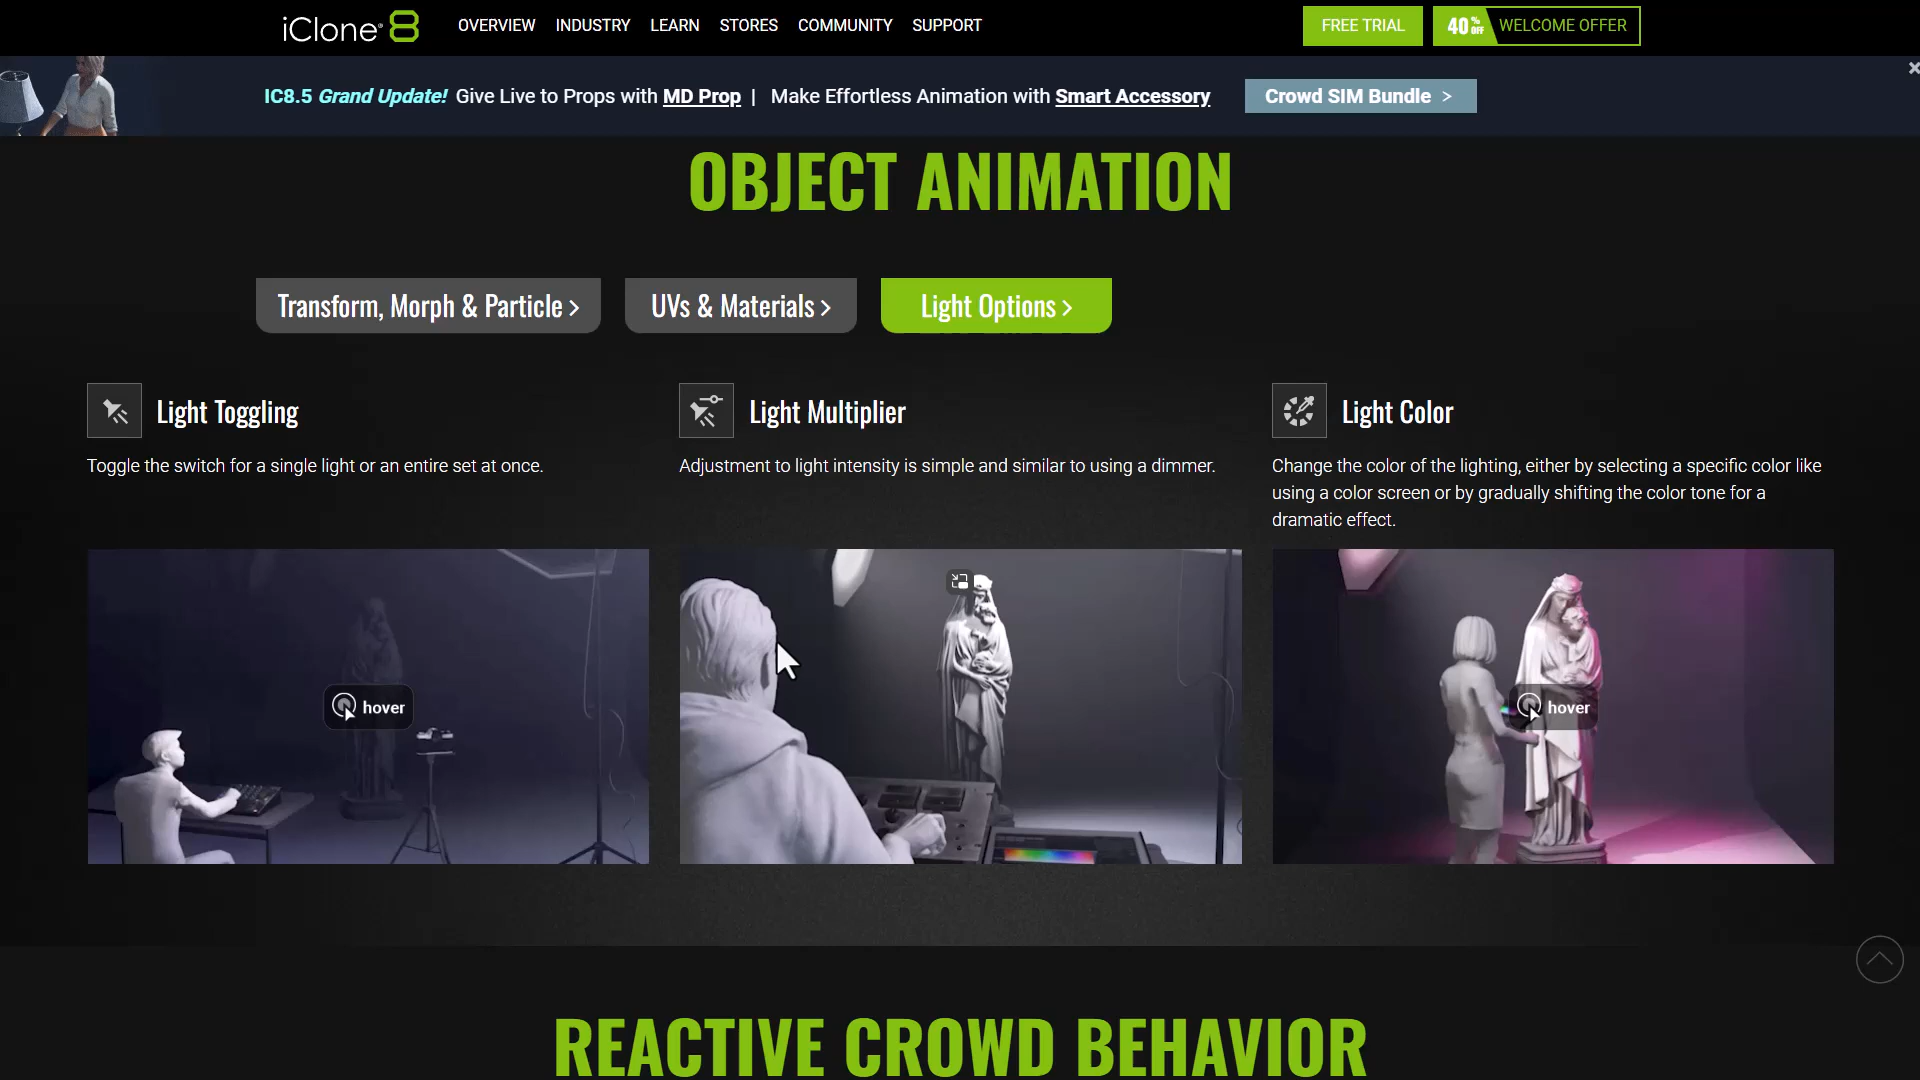 iClone 8 OVERVIEW INDUSTRY LEARN STORES COMMUNITY SUPPORT FREE TRIAL 40% OFF WELCOME OFFER
IC8.5 Grand Update! Give Live to Props with MD Prop | Make Effortless Animation with Smart Accessory Crowd SIM Bundle >
OBJECT ANIMATION
Transform, Morph & Particle > UVs & Materials > Light Options >
Light Toggling
Toggle the switch for a single light or an entire set at once.
hover
Light Multiplier
Adjustment to light intensity is simple and similar to using a dimmer.
Light Color
Change the color of the lighting, either by selecting a specific color like
using a color screen or by gradually shifting the color tone for a
dramatic effect.
hover
REACTIVE CROWD BEHAVIOR